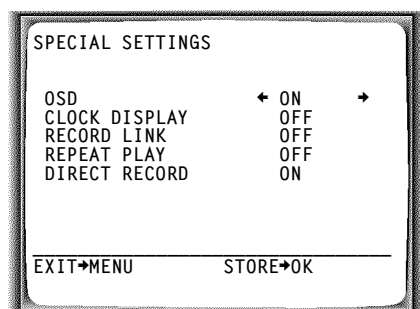 SPECIAL SETTINGS
OSD ← ON →
CLOCK DISPLAY OFF
RECORD LINK OFF
REPEAT PLAY OFF
DIRECT RECORD ON
EXIT→MENU STORE→OK